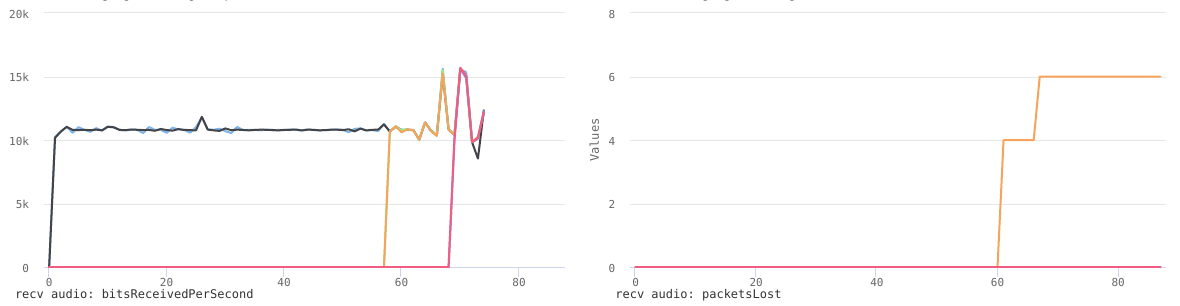 20k
15k
10k
5k
0
0 20 40 60 80
recv audio: bitsReceivedPerSecond
8
6
4
2
0
Values
0 20 40 60 80
recv audio: packetsLost